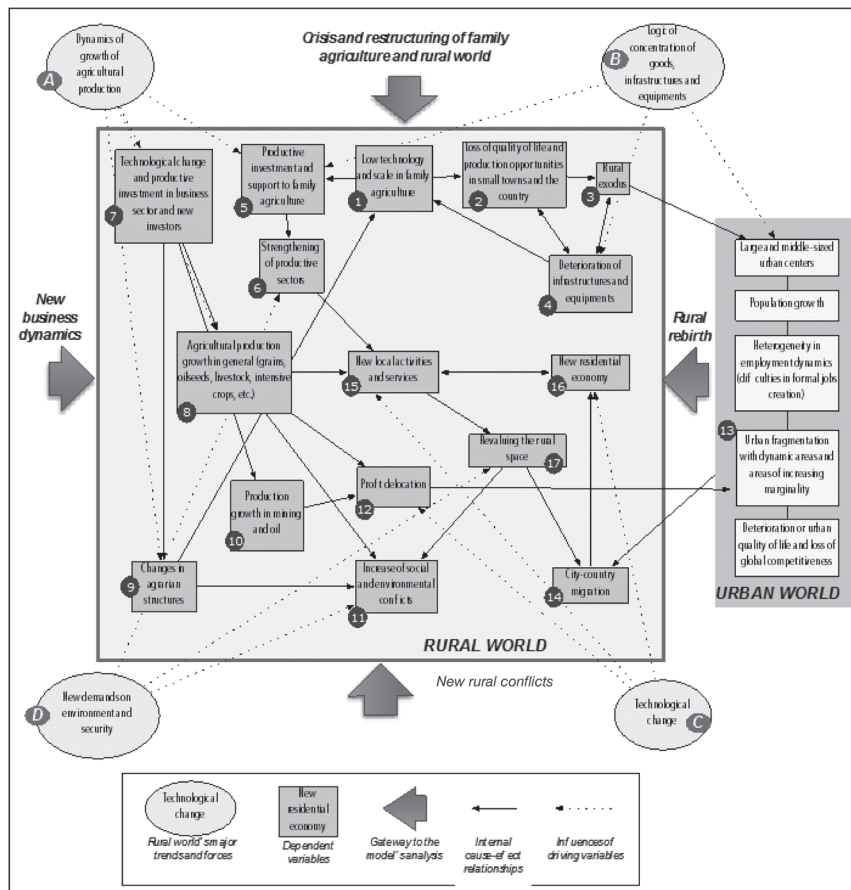 Crisis and restructuring of family
agriculture and rural world
Dynamics of
growth of
agricultural
production
A
Logic of
concentration of
goods,
infrastructures and
equipments
B
Technological change
and productive
investment in business
sector and new
investors
7
Productive
investment and
support to family
agriculture
5
Low technology
and scale in family
agriculture
1
Loss of quality of life and
production opportunities
in small towns and the
country
2
Rural
exodus
3
Strengthening
of productive
sectors
6
Deterioration of
infrastructures and
equipments
4
Large and middle-sized
urban centers
Population growth
Heterogeneity in
employment dynamics
(dif culties in formal jobs
creation)
13
Urban fragmentation
with dynamic areas and
areas of increasing
marginality
Deterioration or urban
quality of life and loss of
global competitiveness
URBAN WORLD
New
business
dynamics
Rural
rebirth
Agricultural production
growth in general (grains,
oilseeds, livestock, intensive
crops, etc.)
8
New local activities
and services
15
New residential
economy
16
Revaluing the rural
space
17
Production
growth in mining
and oil
10
Profit delocation
12
Changes in
agrarian
structures
9
Increase of social
and environmental
conflicts
11
City-country
migration
14
RURAL WORLD
New rural conflicts
D
New demands on
environment and
security
Technological
change
C
Technological
change
Rural world's major
trends and forces
New
residential
economy
Dependent
variables
Gateway to the
model's analysis
Internal
cause-ef ect
relationships
Influences of
driving variables